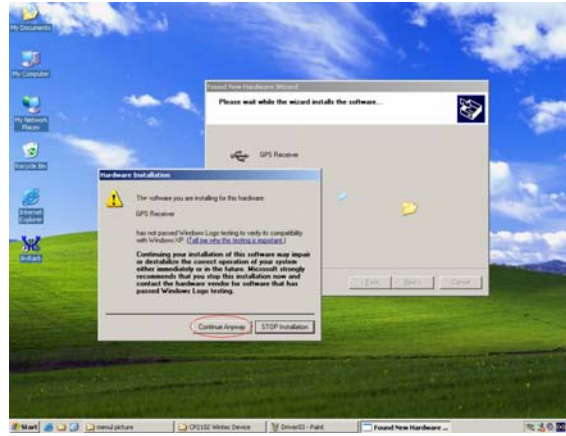 My Documents
My Computer
My Network
Places
Recycle Bin
Internet
Explorer
Found New Hardware Wizard
Please wait while the wizard installs the software...
GPS Receiver
< Back
Next >
Cancel
Hardware Installation
The software you are installing for this hardware:
GPS Receiver
has not passed Windows Logo testing to verify its compatibility
with Windows XP. (Tell me why this testing is important.)
Continuing your installation of this software may impair
or destabilize the correct operation of your system
either immediately or in the future. Microsoft strongly
recommends that you stop this installation now and
contact the hardware vendor for software that has
passed Windows Logo testing.
Continue Anyway
STOP Installation
Start
menul picture
CP2102 Wintec Device
Driver03 - Paint
Found New Hardware ...